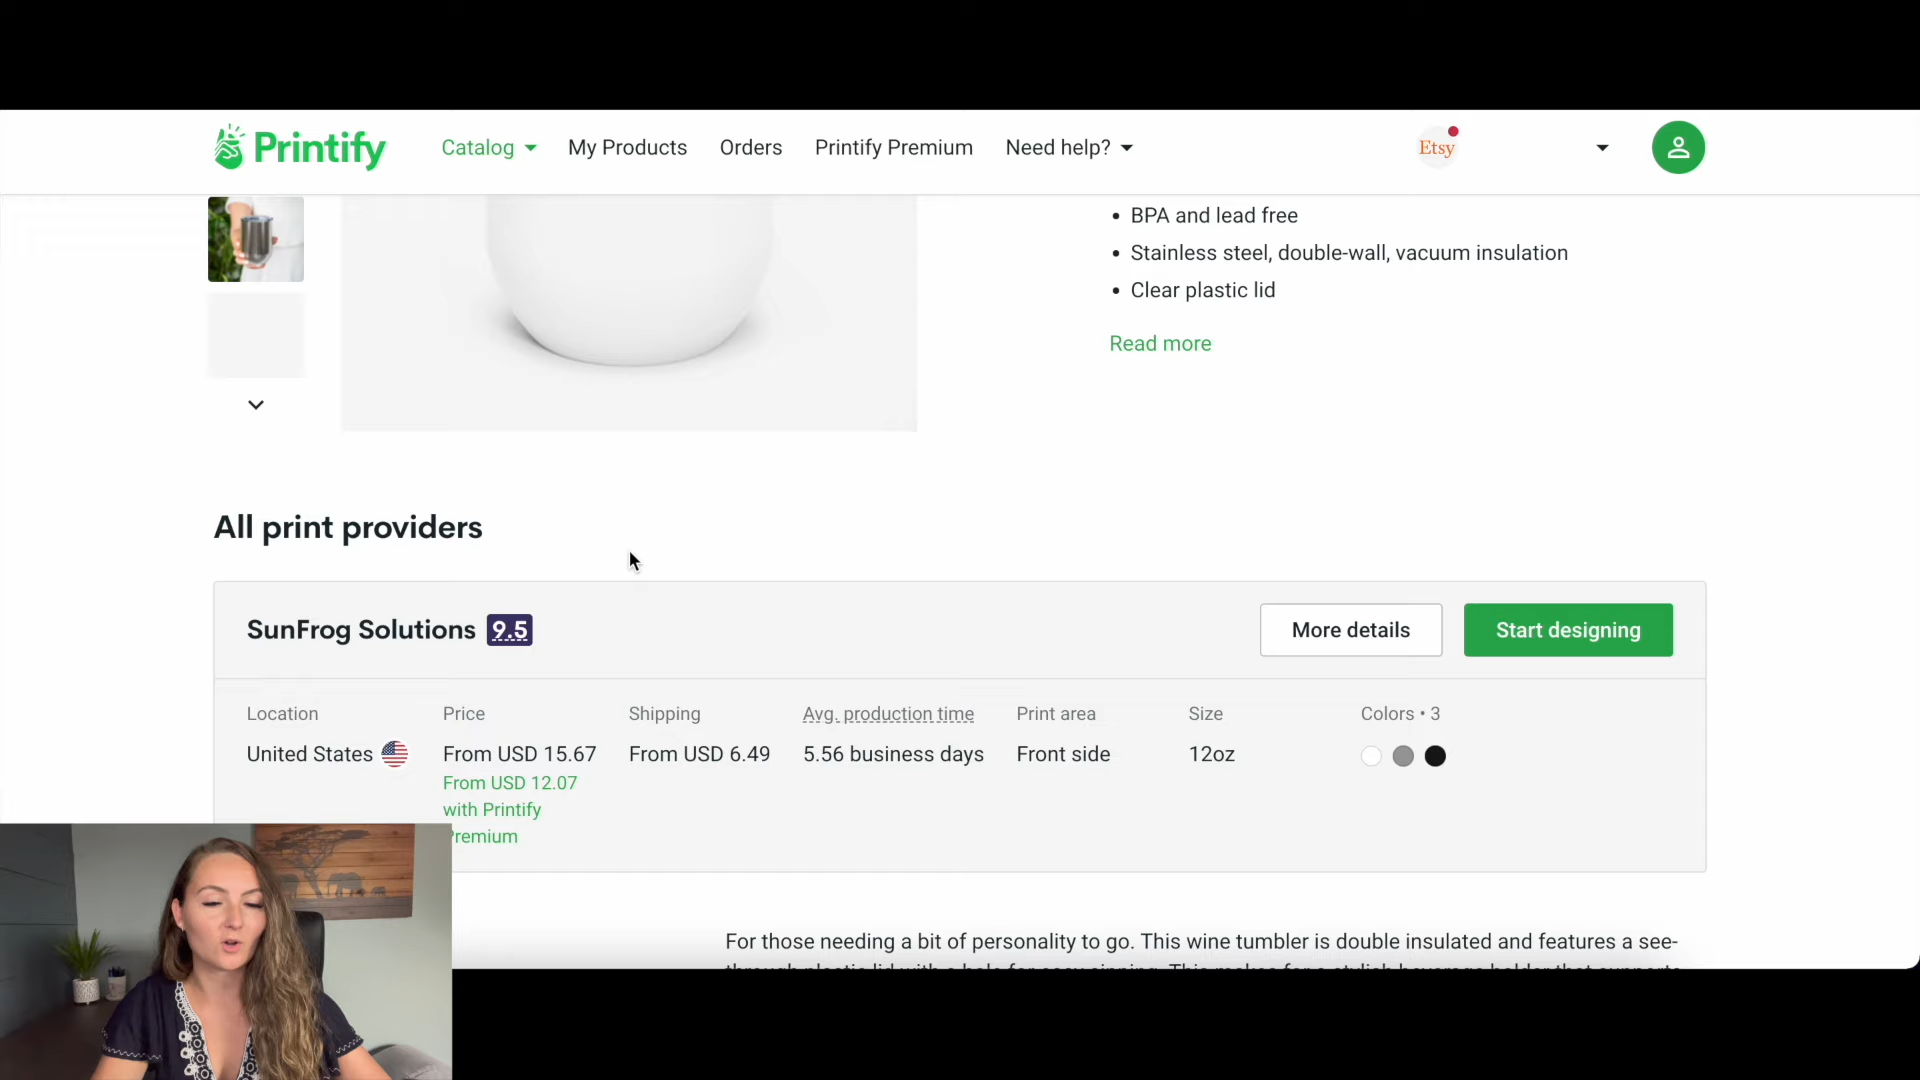 Printify
Catalog
My Products
Orders
Printify Premium
Need help?
Etsy
BPA and lead free
Stainless steel, double-wall, vacuum insulation
Clear plastic lid
Read more
All print providers
SunFrog Solutions 9.5
More details
Start designing
Location
Price
Shipping
Avg. production time
Print area
Size
Colors • 3
United States
From USD 15.67
From USD 6.49
5.56 business days
Front side
12oz
From USD 12.07
with Printify
Premium
For those needing a bit of personality to go. This wine tumbler is double insulated and features a see-